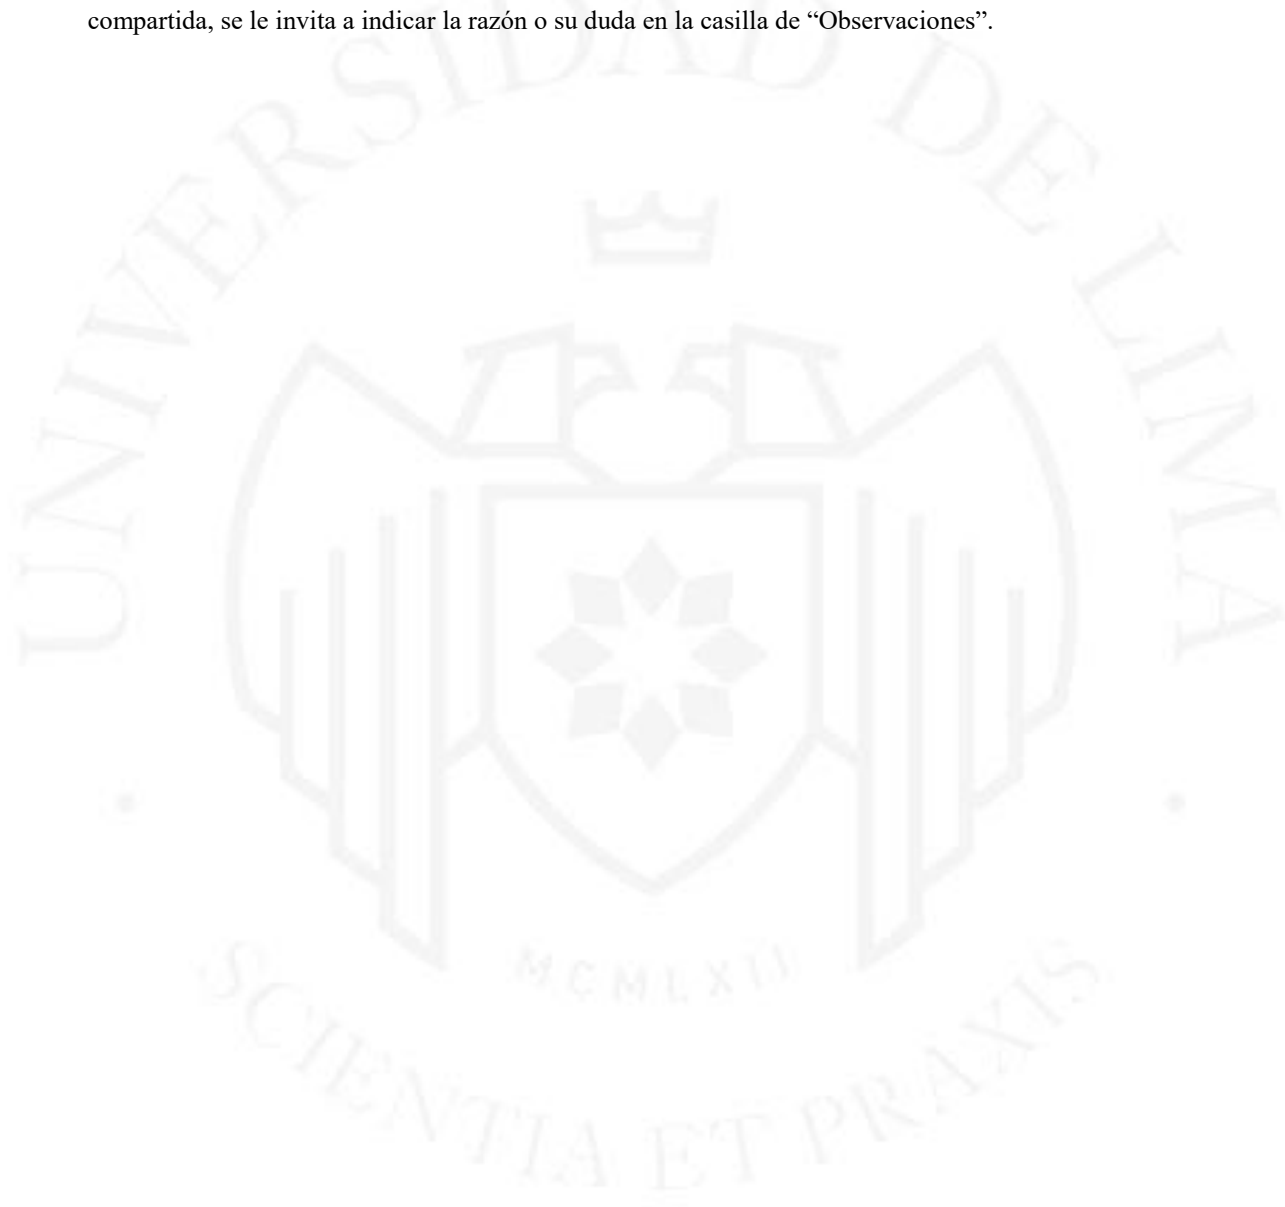 compartida, se le invita a indicar la razón o su duda en la casilla de “Observaciones”.
UNIVERSIDAD DE LIMA
MCMLXII
SCIENTIA ET PRAXIS